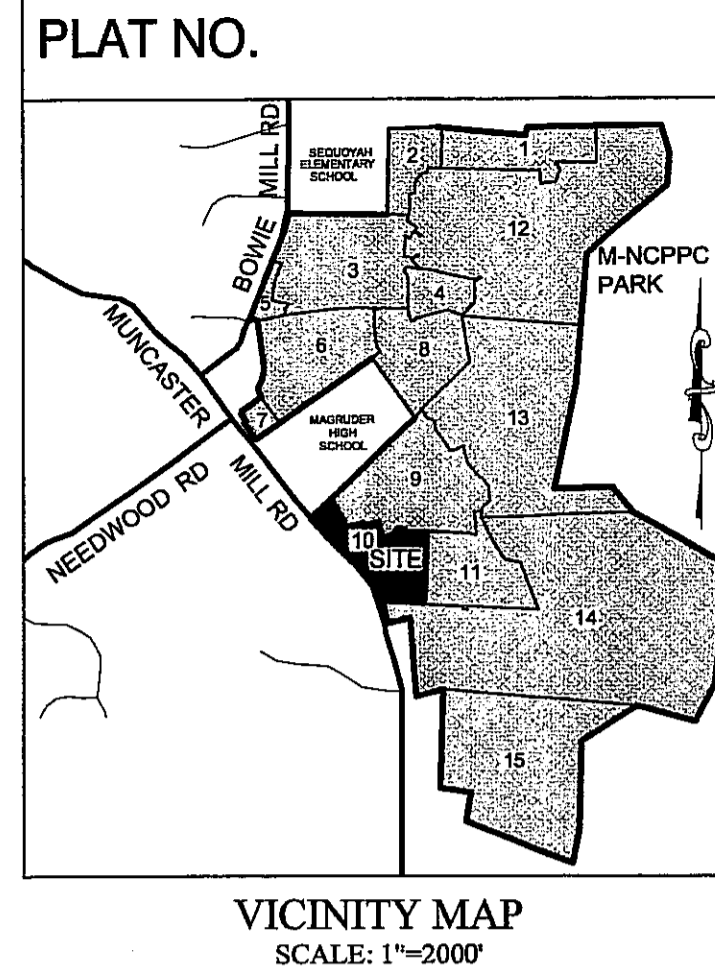 PLAT NO.
BOWIE MILL RD
SEQUOYAH
ELEMENTARY
SCHOOL
2
1
12
3
4
5
M-NCPPC
PARK
MUNCASTER MILL RD
6
8
7
MAGRUDER
HIGH
SCHOOL
13
9
NEEDWOOD RD
10
SITE
11
14
15
VICINITY MAP
SCALE: 1"=2000'